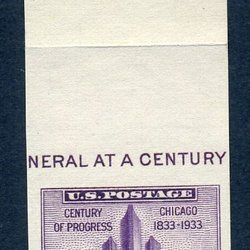 NERAL AT A CENTURY
U.S. POSTAGE
CENTURY CHICAGO
OF PROGRESS 1833-1933